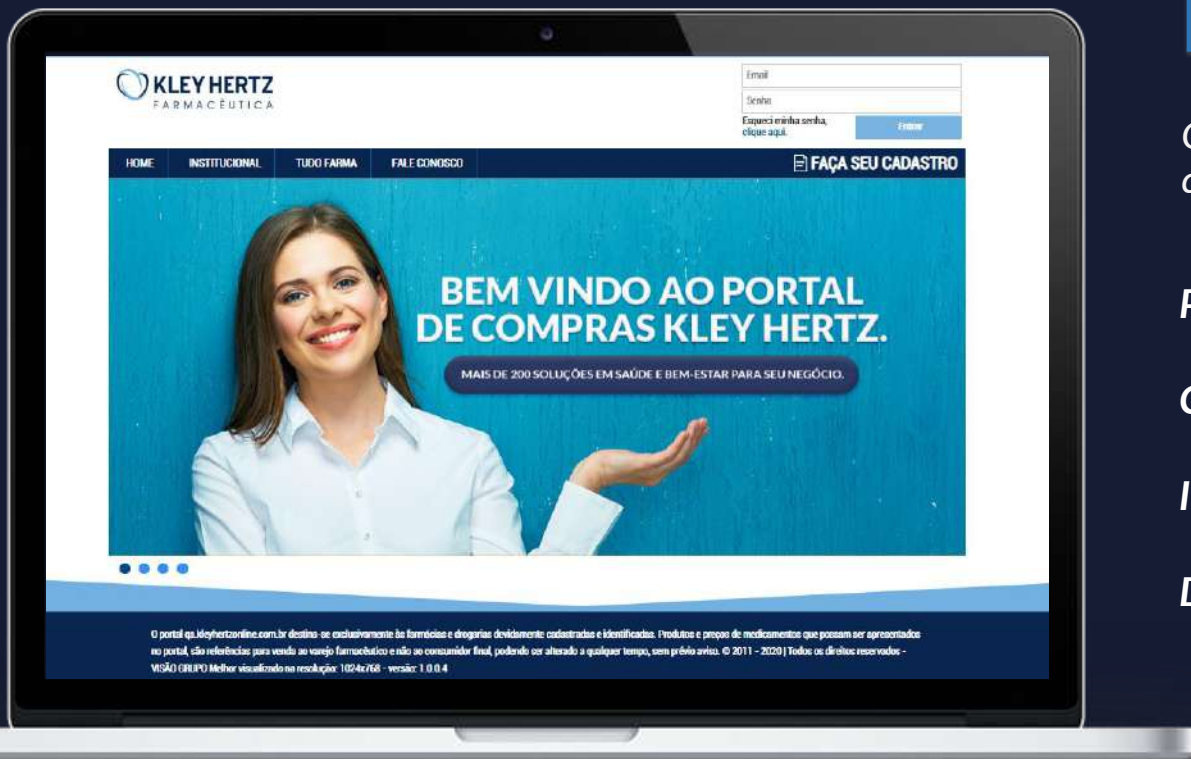 KLEY HERTZ
FARMACÊUTICA
Email
Senha
Esqueci minha senha,
clique aqui.
Entrar
HOME
INSTITUCIONAL
TUDO FARMA
FALE CONOSCO
FAÇA SEU CADASTRO
BEM VINDO AO PORTAL
DE COMPRAS KLEY HERTZ.
MAIS DE 200 SOLUÇÕES EM SAÚDE E BEM-ESTAR PARA SEU NEGÓCIO.
O portal qa.kleyhertzonline.com.br destina-se exclusivamente às farmácias e drogarias devidamente cadastradas e identificadas. Produtos e preços de medicamentos que possam ser apresentados
no portal, são referências para venda ao varejo farmacêutico e não ao consumidor final, podendo ser alterado a qualquer tempo, sem prévio aviso. © 2011 - 2020 | Todos os direitos reservados -
VISÃO GRUPO Melhor visualizado na resolução: 1024x768 - versão: 1.0.0.4